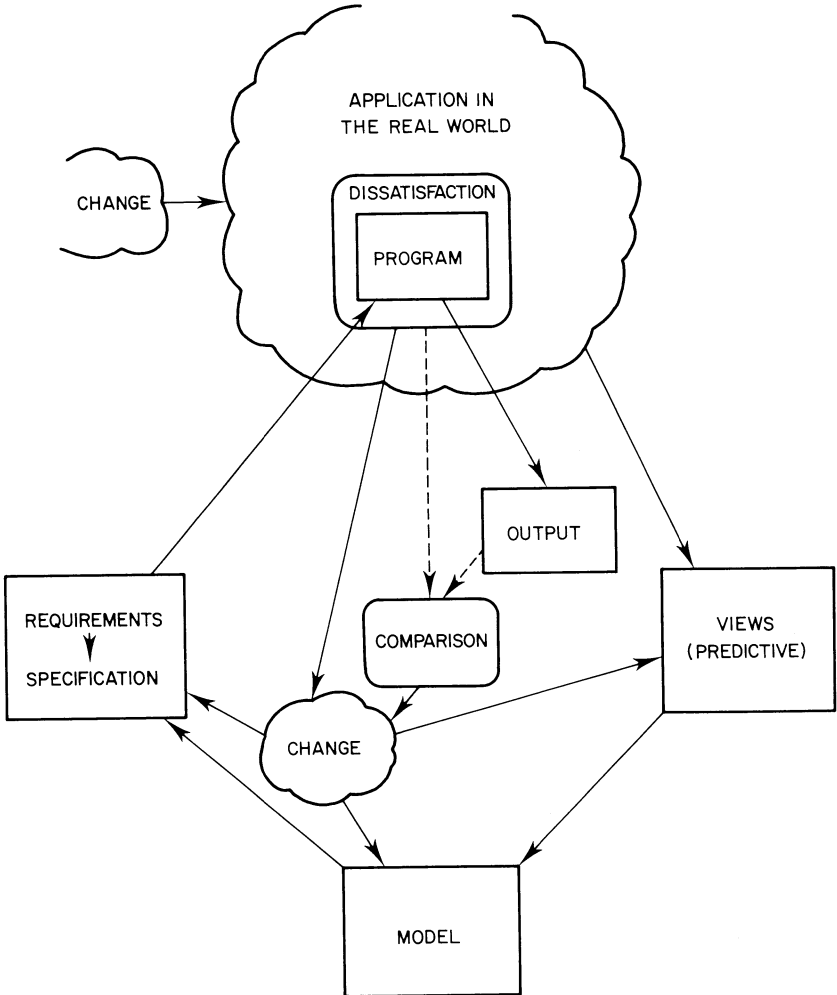 APPLICATION IN
THE REAL WORLD
CHANGE
DISSATISFACTION
PROGRAM
OUTPUT
REQUIREMENTS
SPECIFICATION
COMPARISON
VIEWS
(PREDICTIVE)
CHANGE
MODEL